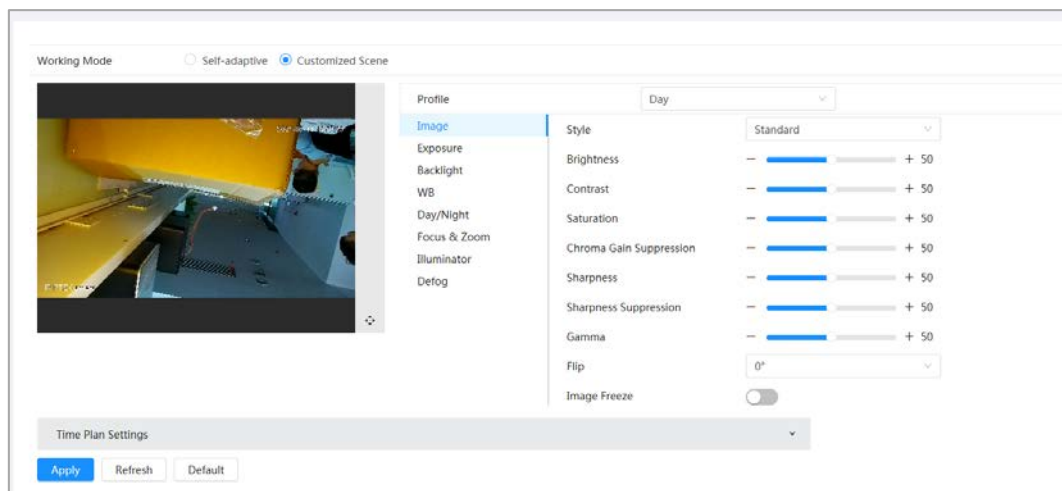 Working Mode Self-adaptive Customized Scene
Profile Day
Image
Exposure
Backlight
WB
Day/Night
Focus & Zoom
Illuminator
Defog
Style Standard
Brightness − + 50
Contrast − + 50
Saturation − + 50
Chroma Gain Suppression − + 50
Sharpness − + 50
Sharpness Suppression − + 50
Gamma − + 50
Flip 0°
Image Freeze
Time Plan Settings
Apply Refresh Default